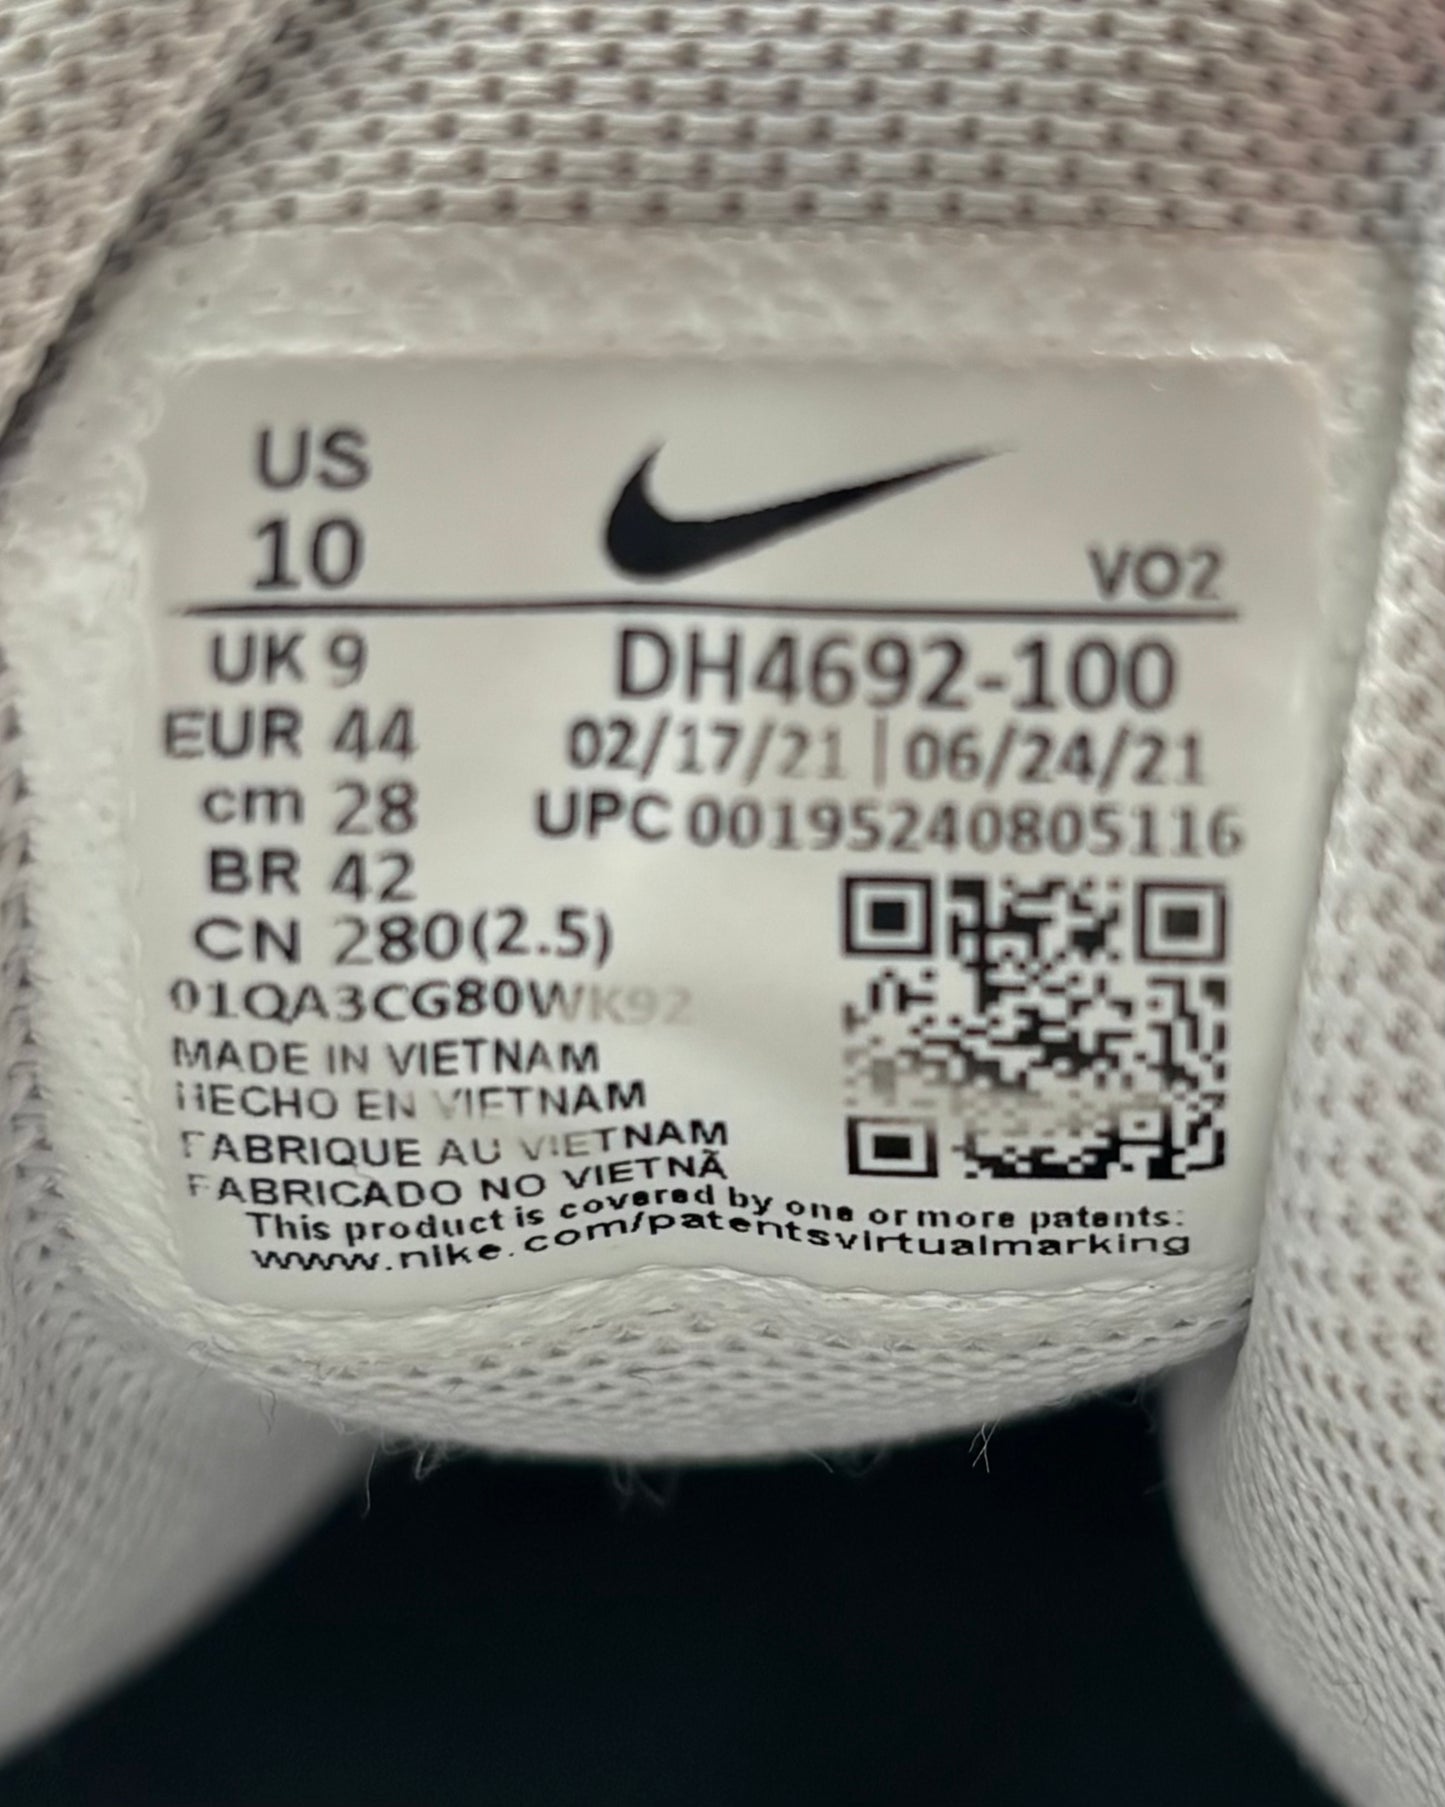 US
10
VO2
UK 9
DH4692-100
EUR 44
02/17/21 | 06/24/21
cm 28
UPC 00195240805116
BR 42
CN 280(2.5)
01QA3CG80WK92
MADE IN VIETNAM
HECHO EN VIETNAM
FABRIQUE AU VIETNAM
FABRICADO NO VIETNÃ
This product is covered by one or more patents:
www.nike.com/patentsvirtualmarking